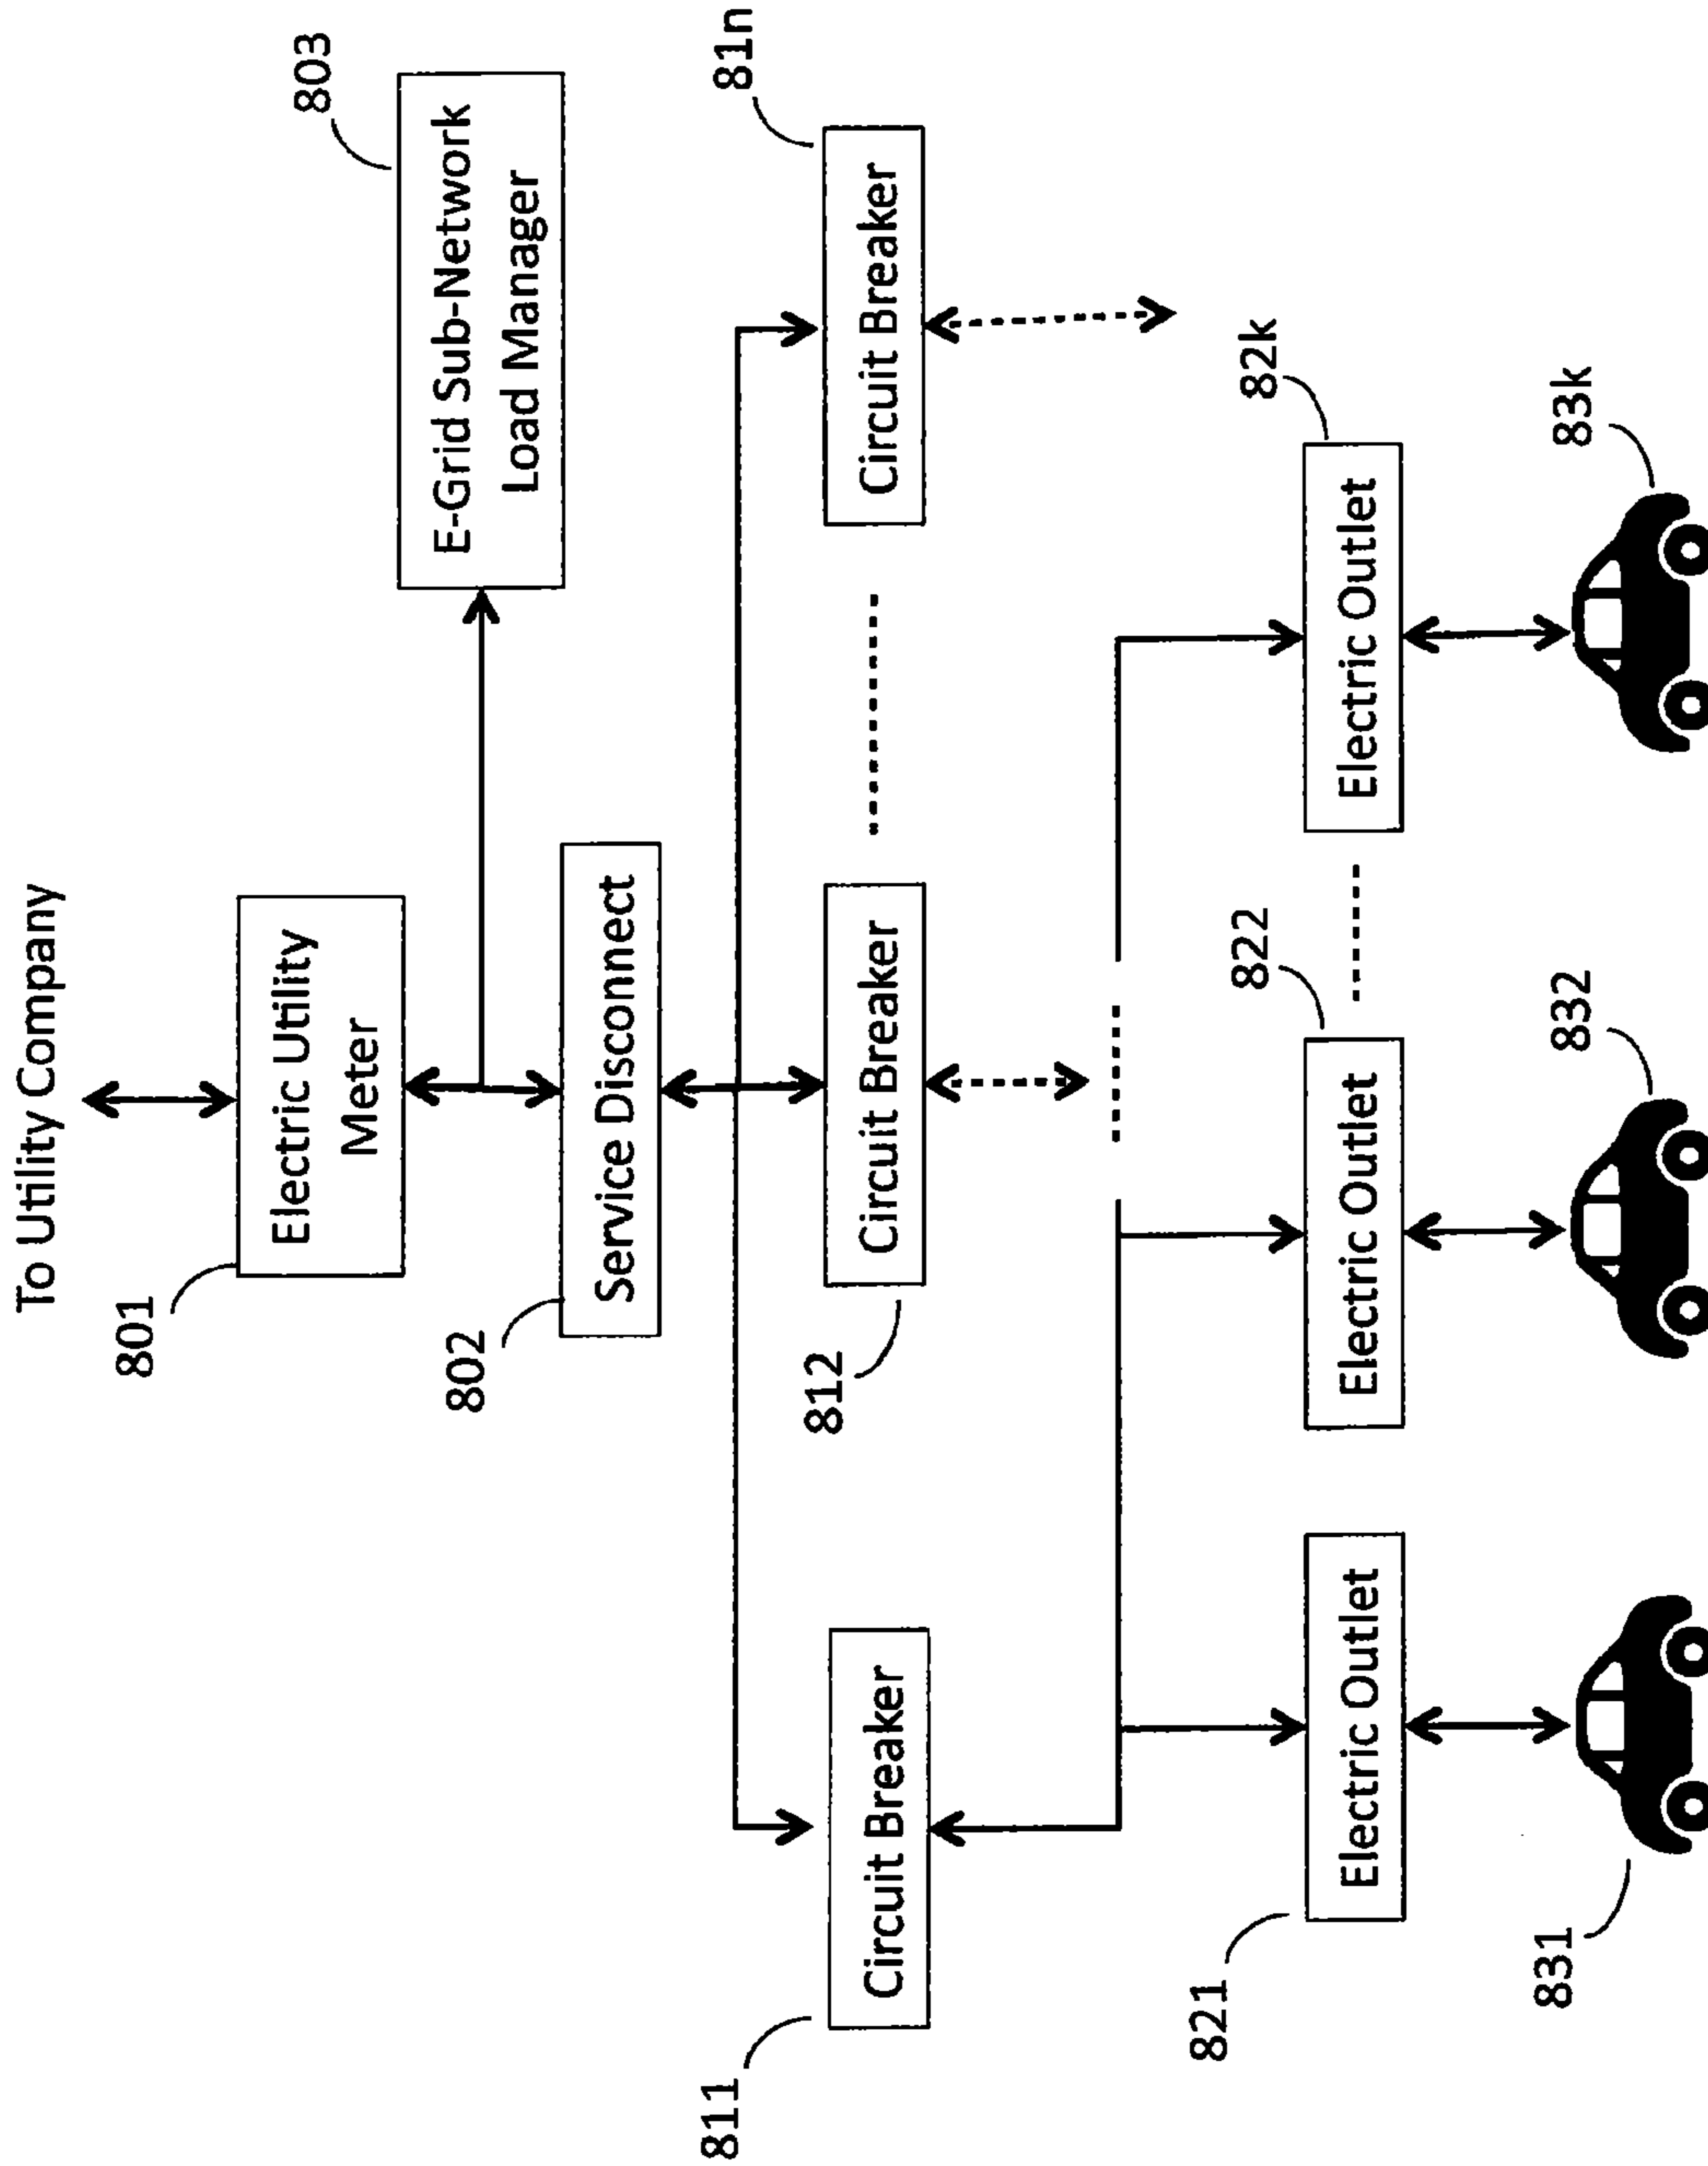 To Utility Company
801
Electric Utility
Meter
803
E-Grid Sub-Network
Load Manager
802
Service Disconnect
811
Circuit Breaker
812
Circuit Breaker
81n
Circuit Breaker
821
Electric Outlet
822
Electric Outlet
82k
Electric Outlet
831
832
83k